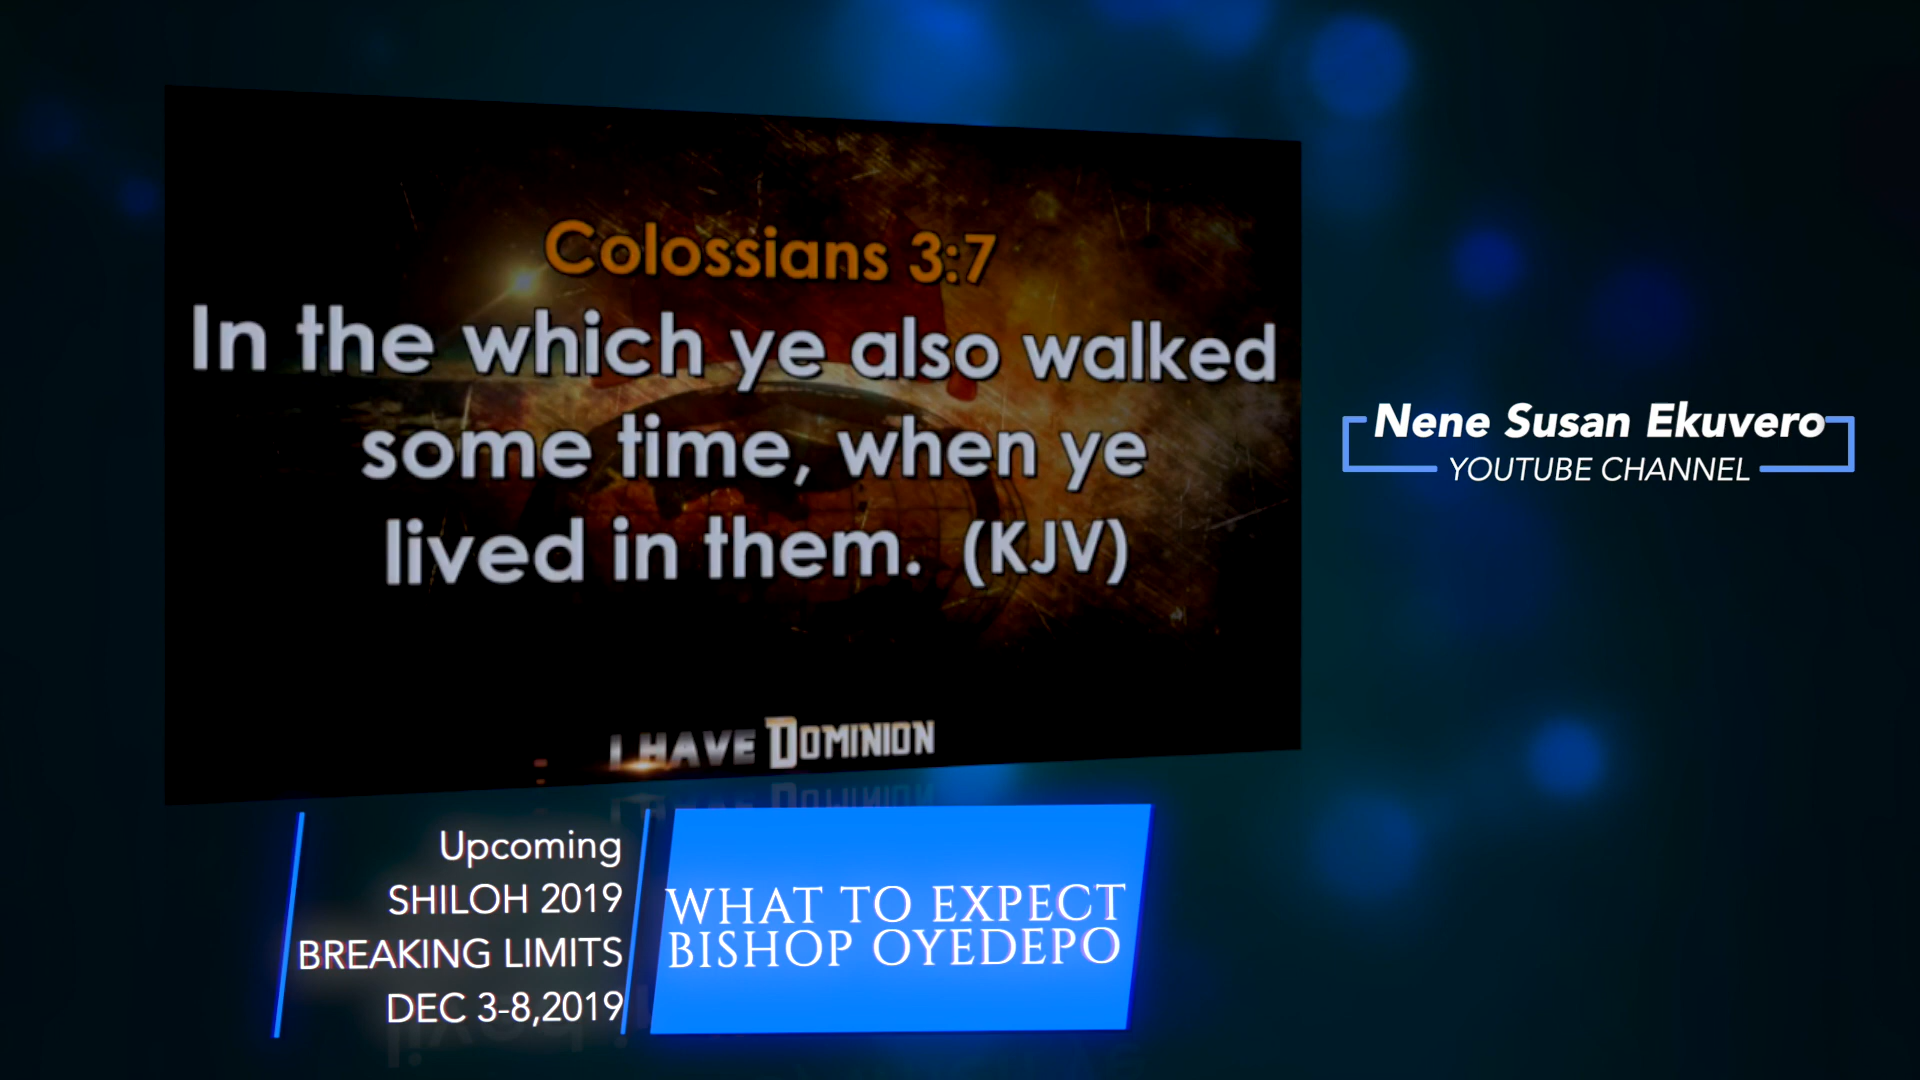 Colossians 3:7
In the which ye also walked
some time, when ye
lived in them. (KJV)
I HAVE DOMINION
Nene Susan Ekuvero
YOUTUBE CHANNEL
Upcoming
SHILOH 2019
BREAKING LIMITS
DEC 3-8,2019
WHAT TO EXPECT
BISHOP OYEDEPO